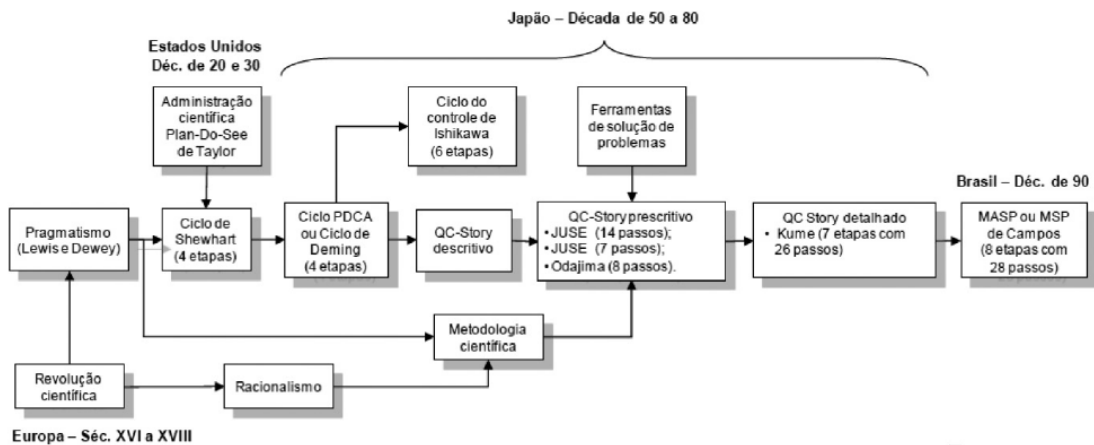 Japão – Década de 50 a 80
Estados Unidos
Déc. de 20 e 30
Administração
científica
Plan-Do-See
de Taylor
Ciclo do
controle de
Ishikawa
(6 etapas)
Ferramentas
de solução de
problemas
Brasil – Déc. de 90
Pragmatismo
(Lewis e Dewey)
Ciclo de
Shewhart
(4 etapas)
Ciclo PDCA
ou Ciclo de
Deming
(4 etapas)
QC-Story
descritivo
QC-Story prescritivo
• JUSE (14 passos);
• JUSE (7 passos);
• Odajima (8 passos).
QC Story detalhado
• Kume (7 etapas com
26 passos)
MASP ou MSP
de Campos
(8 etapas com
28 passos)
Metodologia
científica
Revolução
científica
Racionalismo
Europa – Séc. XVI a XVIII